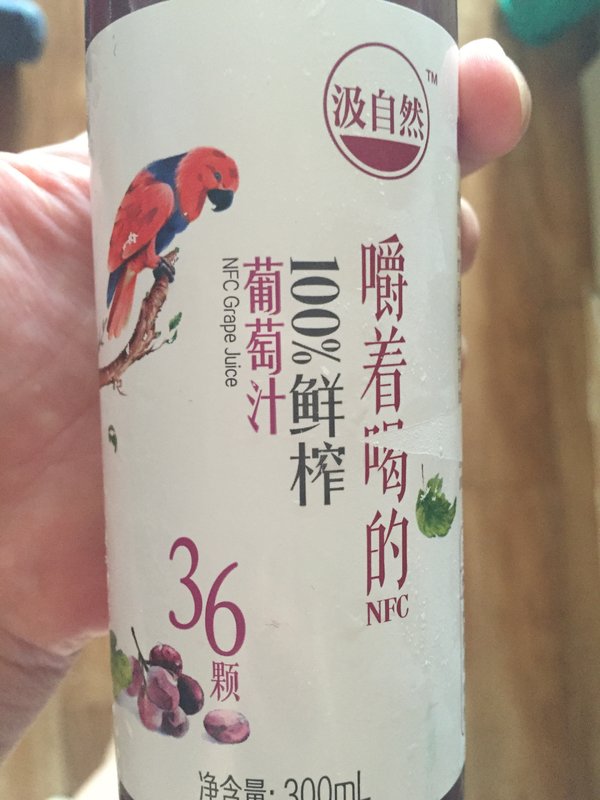 汲自然
TM
嚼着喝的
NFC
100%鲜榨
葡萄汁
NFC Grape Juice
36
颗
净含量: 300mL